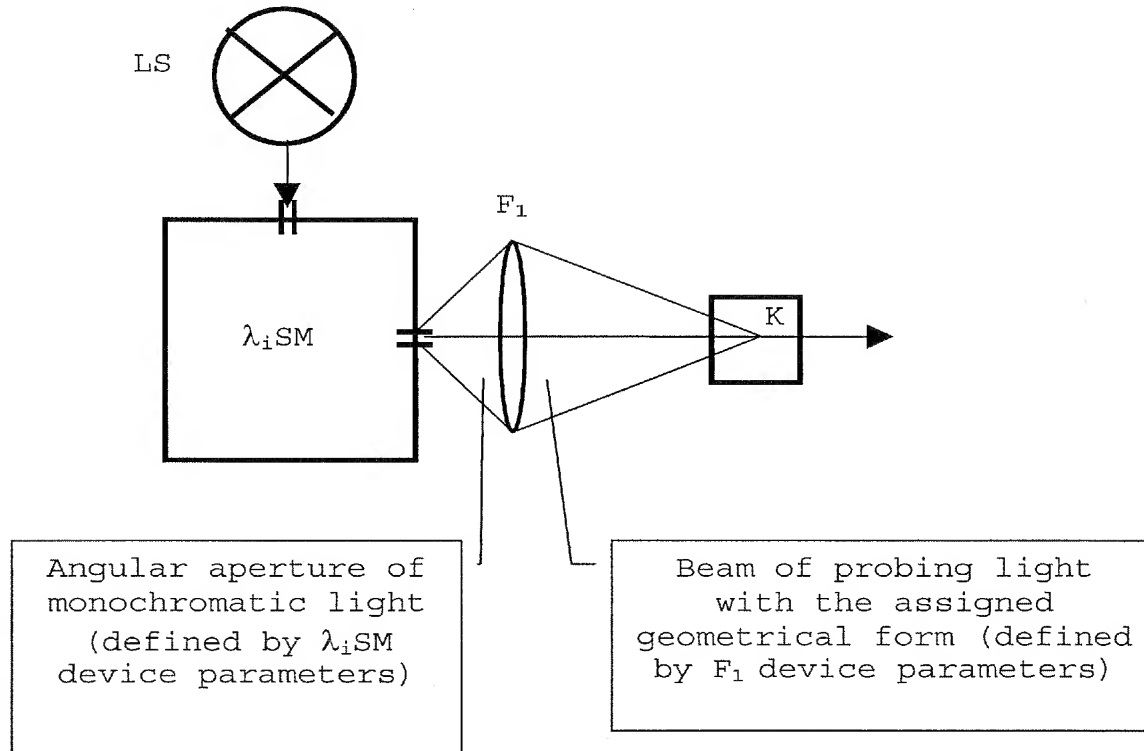 LS
F₁
λᵢSM
K
Angular aperture of
monochromatic light
(defined by λᵢSM
device parameters)
Beam of probing light
with the assigned
geometrical form (defined
by F₁ device parameters)